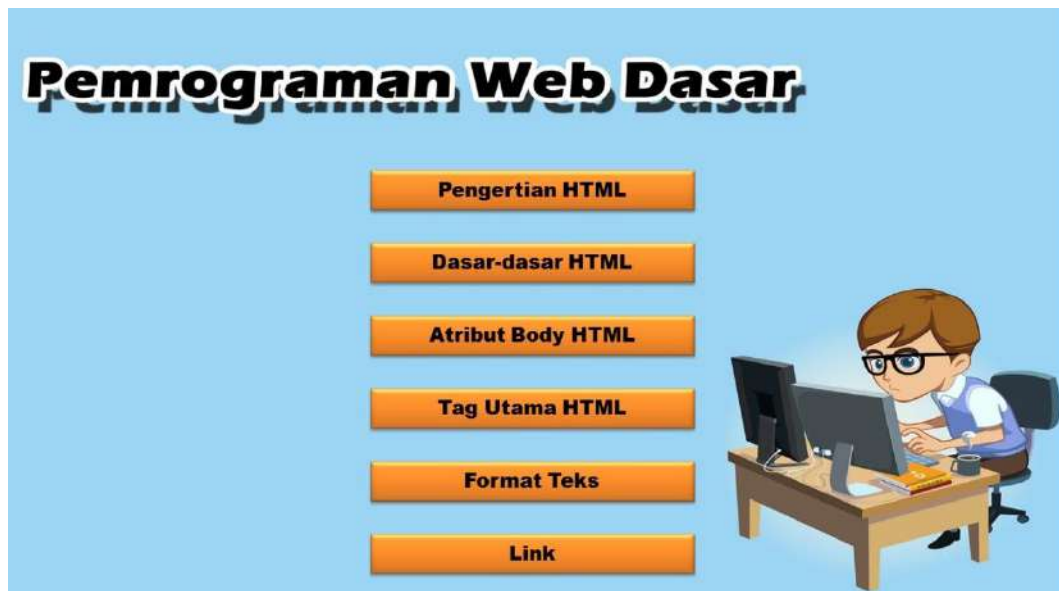 Pemrograman Web Dasar
Pengertian HTML
Dasar-dasar HTML
Atribut Body HTML
Tag Utama HTML
Format Teks
Link